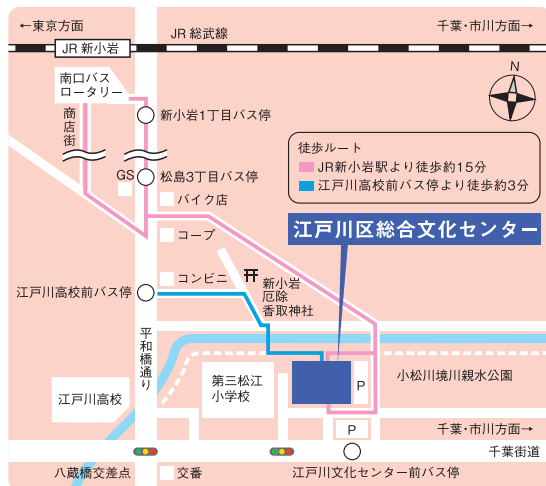 ←東京方面
千葉・市川方面→
JR 総武線
JR 新小岩
N
南口バス
ロータリー
新小岩1丁目バス停
商店街
徒歩ルート
JR新小岩駅より徒歩約15分
江戸川高校前バス停より徒歩約3分
GS
松島3丁目バス停
バイク店
江戸川区総合文化センター
コープ
コンビニ
江戸川高校前バス停
新小岩
厄除
香取神社
平和橋通り
江戸川高校
第三松江
小学校
P
小松川境川親水公園
P
千葉・市川方面→
千葉街道
八蔵橋交差点
交番
江戸川文化センター前バス停